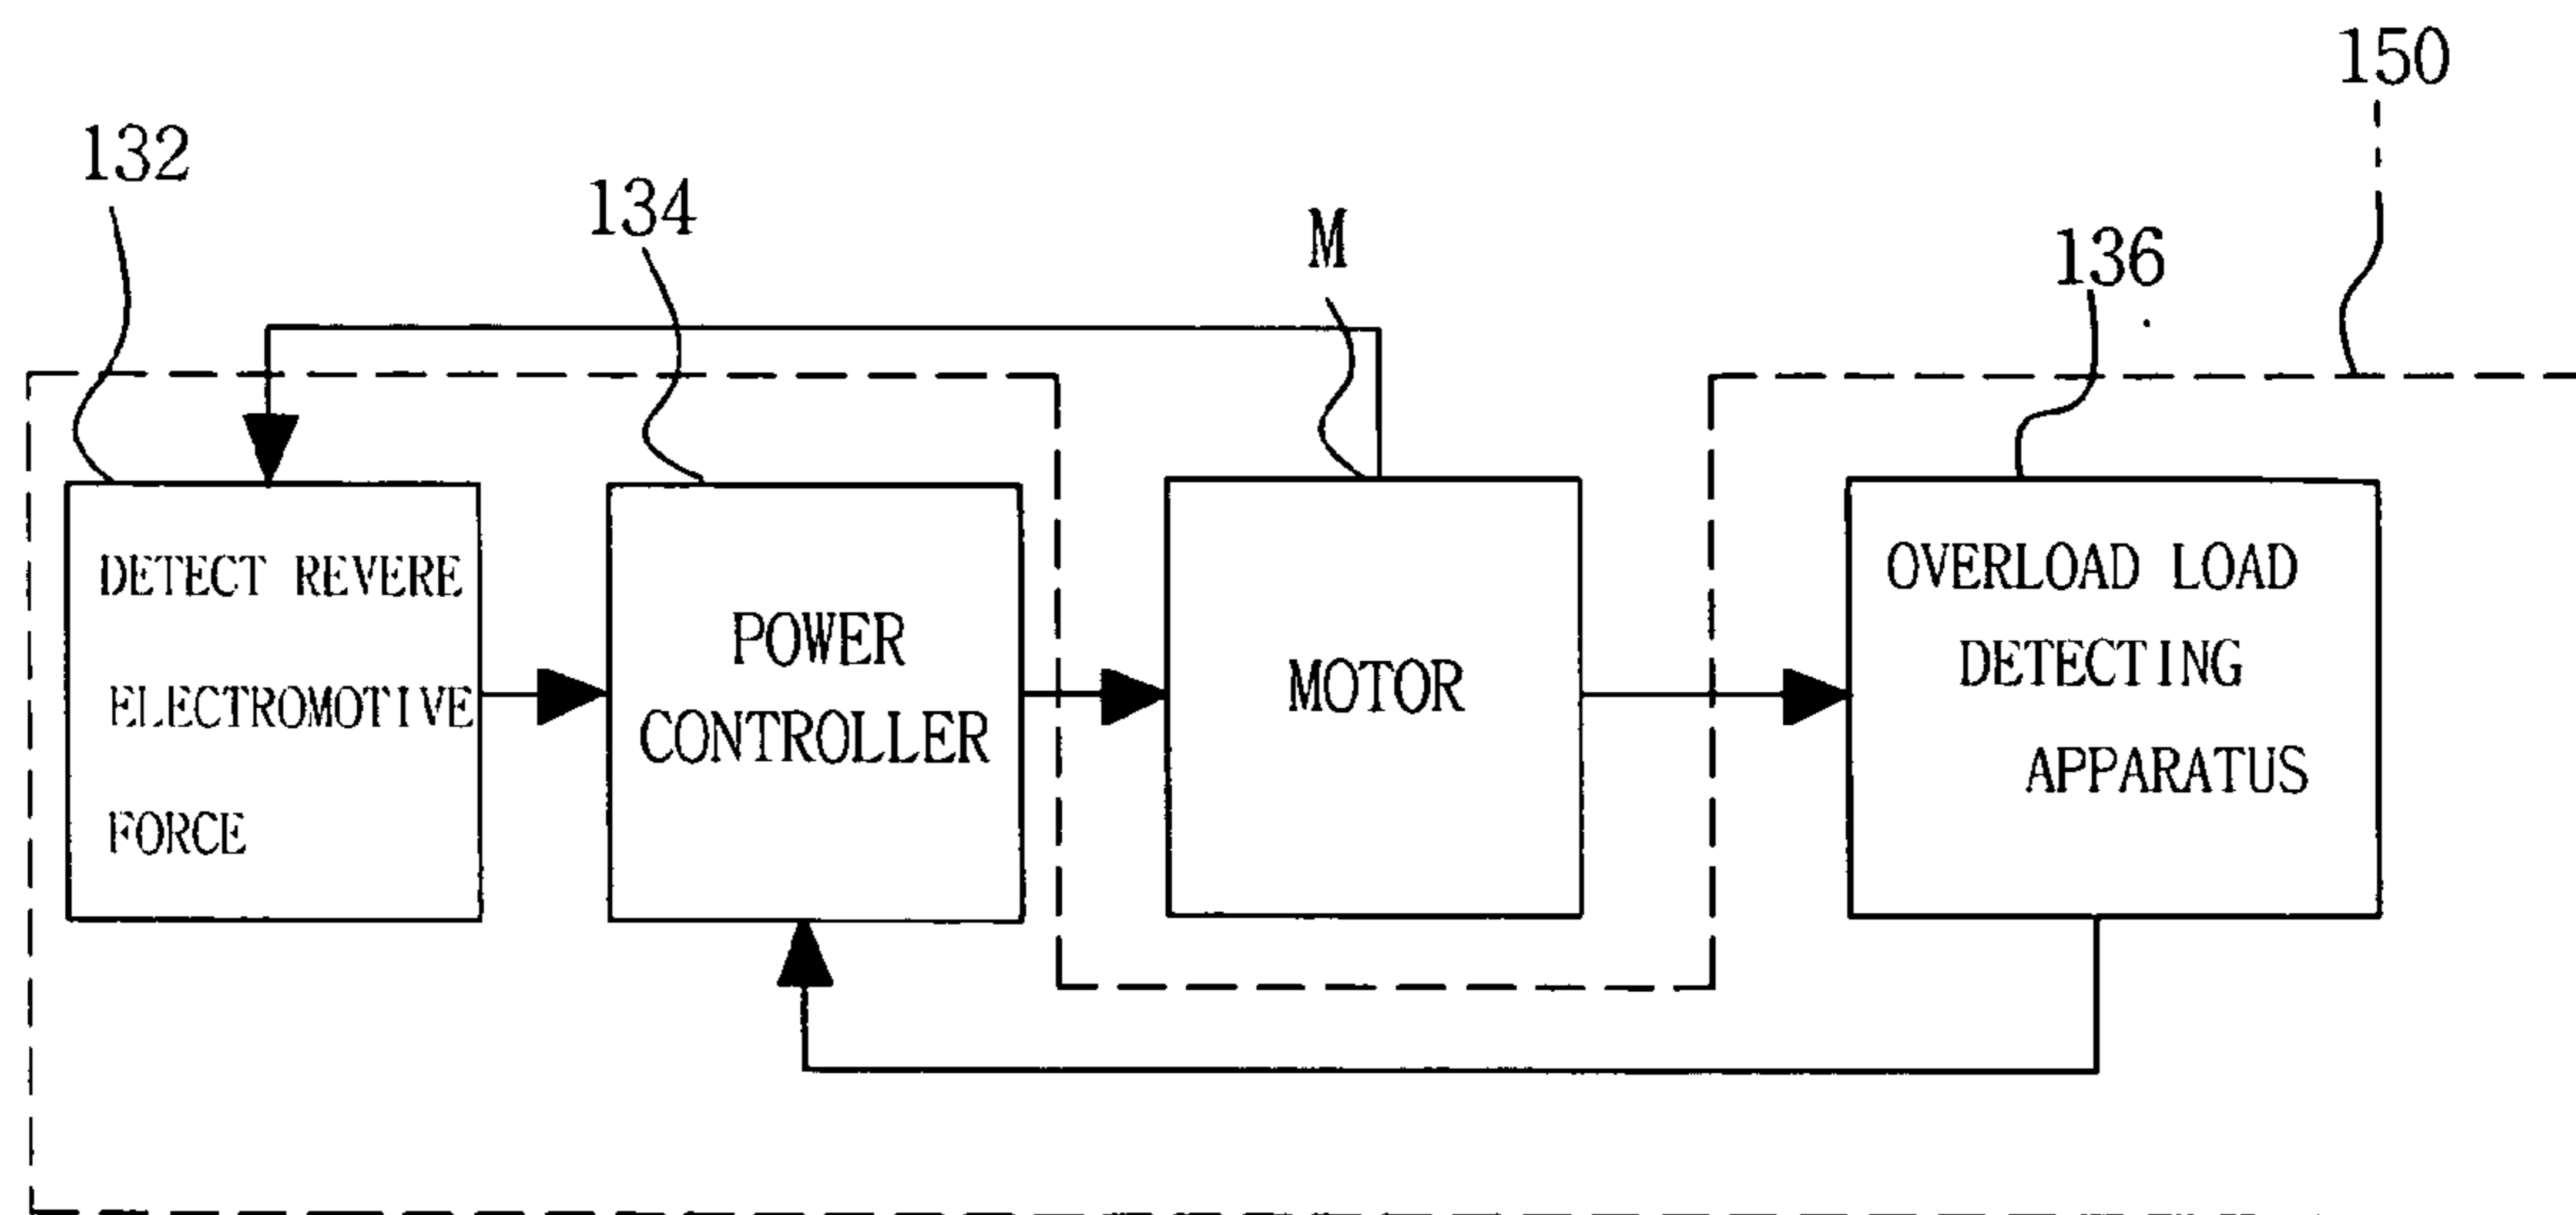 150
132
134
M
136
DETECT REVERE
ELECTROMOTIVE
FORCE
POWER
CONTROLLER
MOTOR
OVERLOAD LOAD
DETECTING
APPARATUS